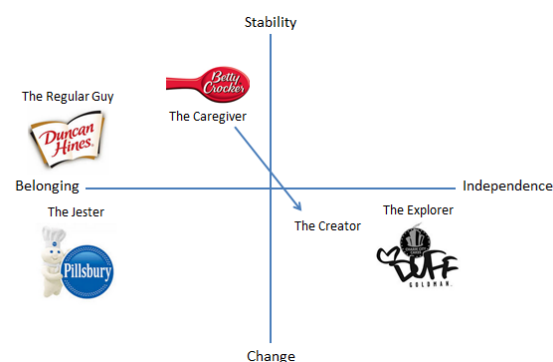 Stability
Betty
Crocker
The Regular Guy
The Caregiver
Duncan
Hines.
Belonging
Independence
The Jester
The Explorer
The Creator
Pillsbury
DUFF
GOLDMAN.
Change